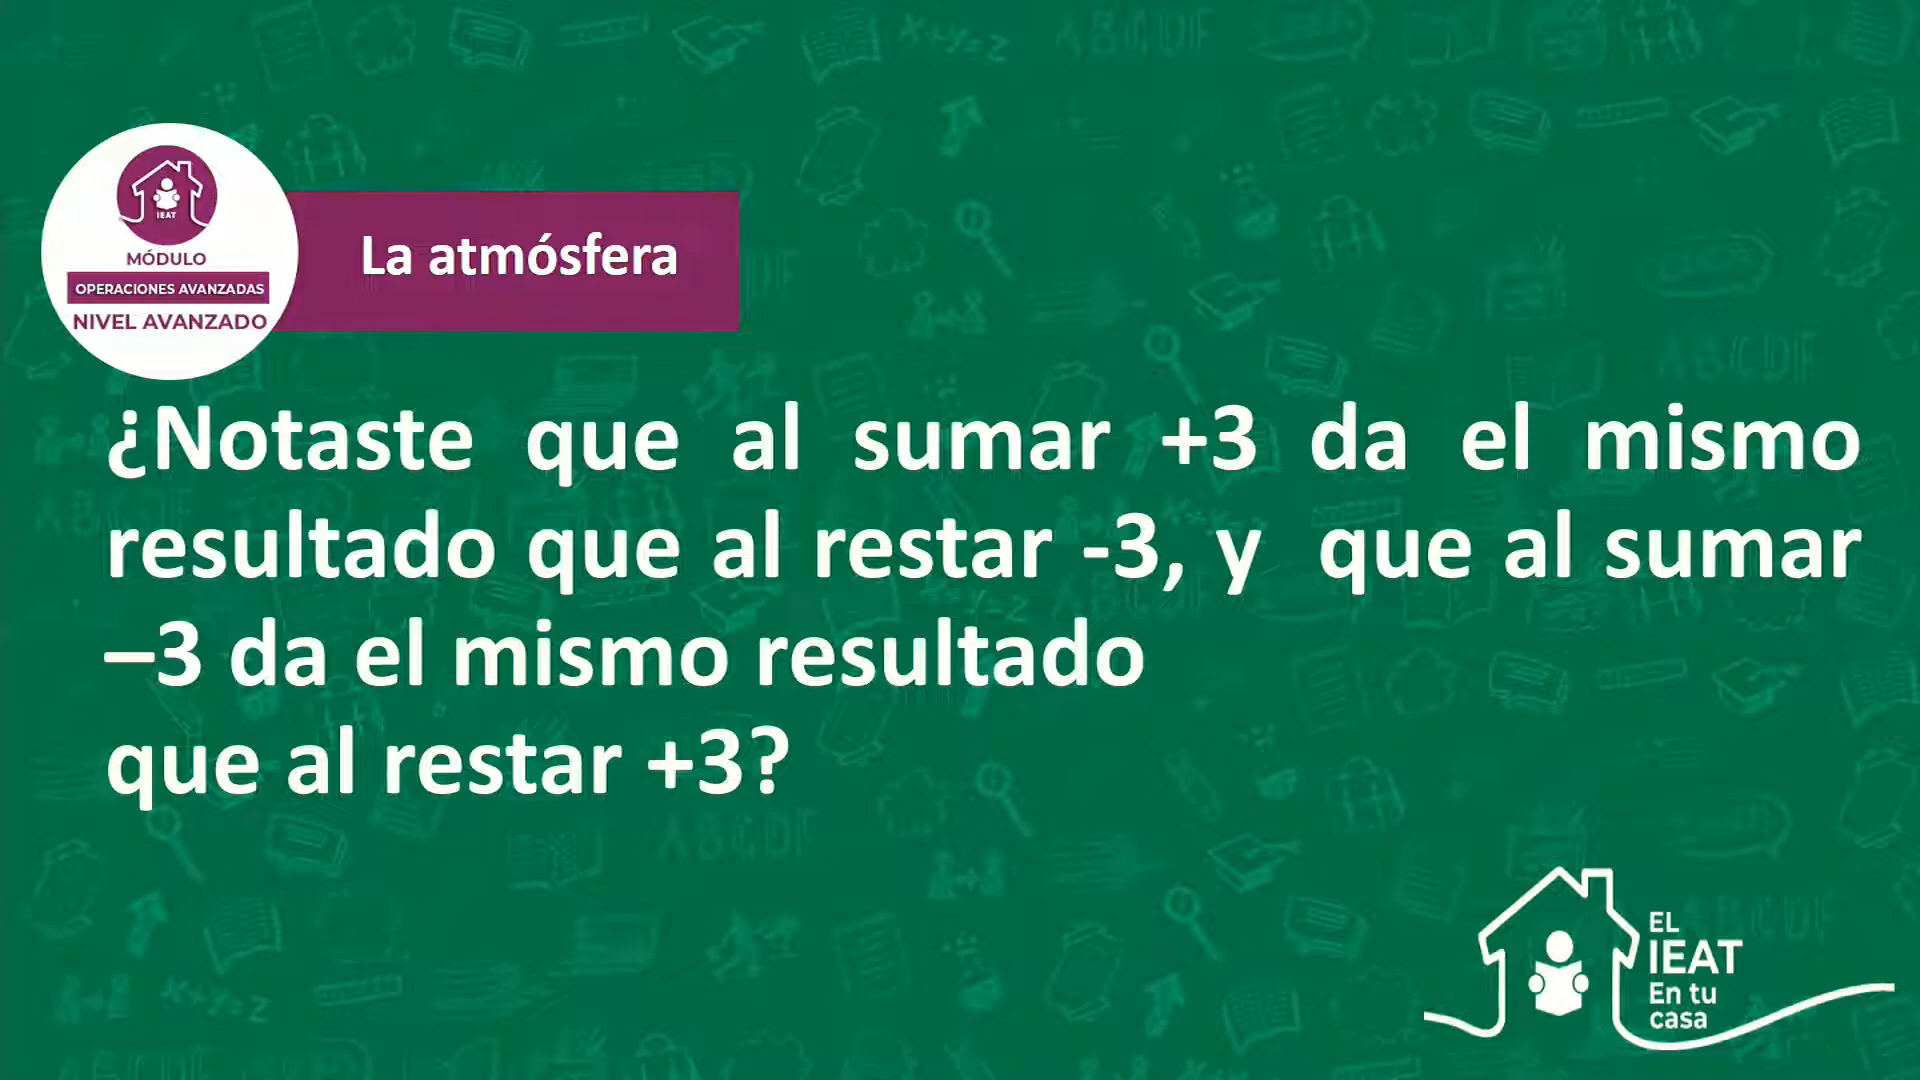 IEAT
MÓDULO
OPERACIONES AVANZADAS
NIVEL AVANZADO
La atmósfera
¿Notaste que al sumar +3 da el mismo
resultado que al restar -3, y que al sumar
–3 da el mismo resultado
que al restar +3?
EL
IEAT
En tu
casa